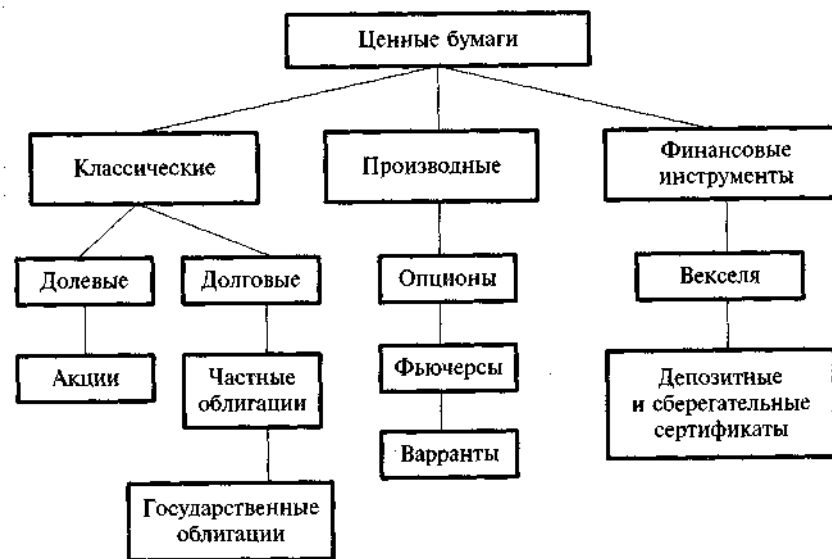 Ценные бумаги
Классические
Производные
Финансовые
инструменты
Долевые
Долговые
Опционы
Векселя
Акции
Частные
облигации
Фьючерсы
Депозитные
и сберегательные
сертификаты
Варранты
Государственные
облигации